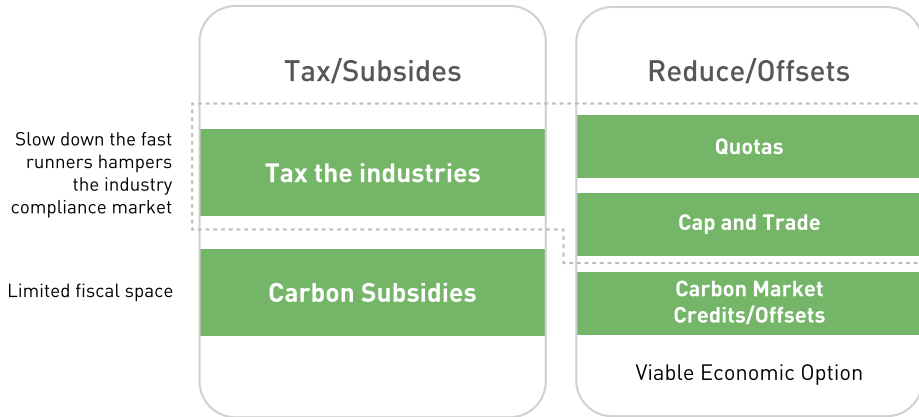 Tax/Subsides
Reduce/Offsets
Slow down the fast
runners hampers
the industry
compliance market
Tax the industries
Quotas
Cap and Trade
Limited fiscal space
Carbon Subsidies
Carbon Market
Credits/Offsets
Viable Economic Option